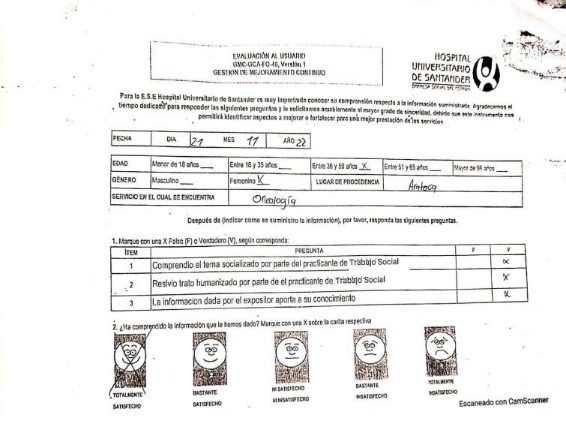 EVALUACIÓN AL USUARIO
GMC-GCA-FO-46, Versión 1
GESTION DE MEJORAMIENTO CONTINUO
HOSPITAL
UNIVERSITARIO
DE SANTANDER
EMPRESA SOCIAL DEL ESTADO
Para la E.S.E Hospital Universitario de Santander es muy importante conocer su comprensión respecto a la información suministrada. Agradecemos el
tiempo dedicado para responder las siguientes preguntas y le solicitamos amablemente el mayor grado de sinceridad, debido que este instrumento nos
permitirá identificar aspectos a mejorar o fortalecer para una mejor prestación de los servicios.
FECHA DIA 21 MES 11 AÑO 22
EDAD Menor de 18 años ___ Entre 18 y 35 años ___ Entre 36 y 50 años X Entre 51 y 65 años ___ Mayor de 66 años ___
GÉNERO Masculino ___ Femenino X LUGAR DE PROCEDENCIA Aratoca
SERVICIO EN EL CUAL SE ENCUENTRA Oncología
Después de (indicar como se suministro la información), por favor, responda las siguientes preguntas.
1. Marque con una X Falso (F) o Verdadero (V), según corresponda:
ÍTEM PREGUNTA F V
1 Comprendio el tema socializado por parte del practicante de Trabajo Social X
2 Resivio trato humanizado por parte de el practicante de Trabajo Social X
3 La informacion dada por el expositor aporta a su conocimiento X
2. ¿Ha comprendido la información que le hemos dado? Marque con una X sobre la carita respectiva
TOTALMENTE SATISFECHO
BASTANTE SATISFECHO
NI SATISFECHO NI INSATISFECHO
BASTANTE INSATISFECHO
TOTALMENTE INSATISFECHO
Escaneado con CamScanner